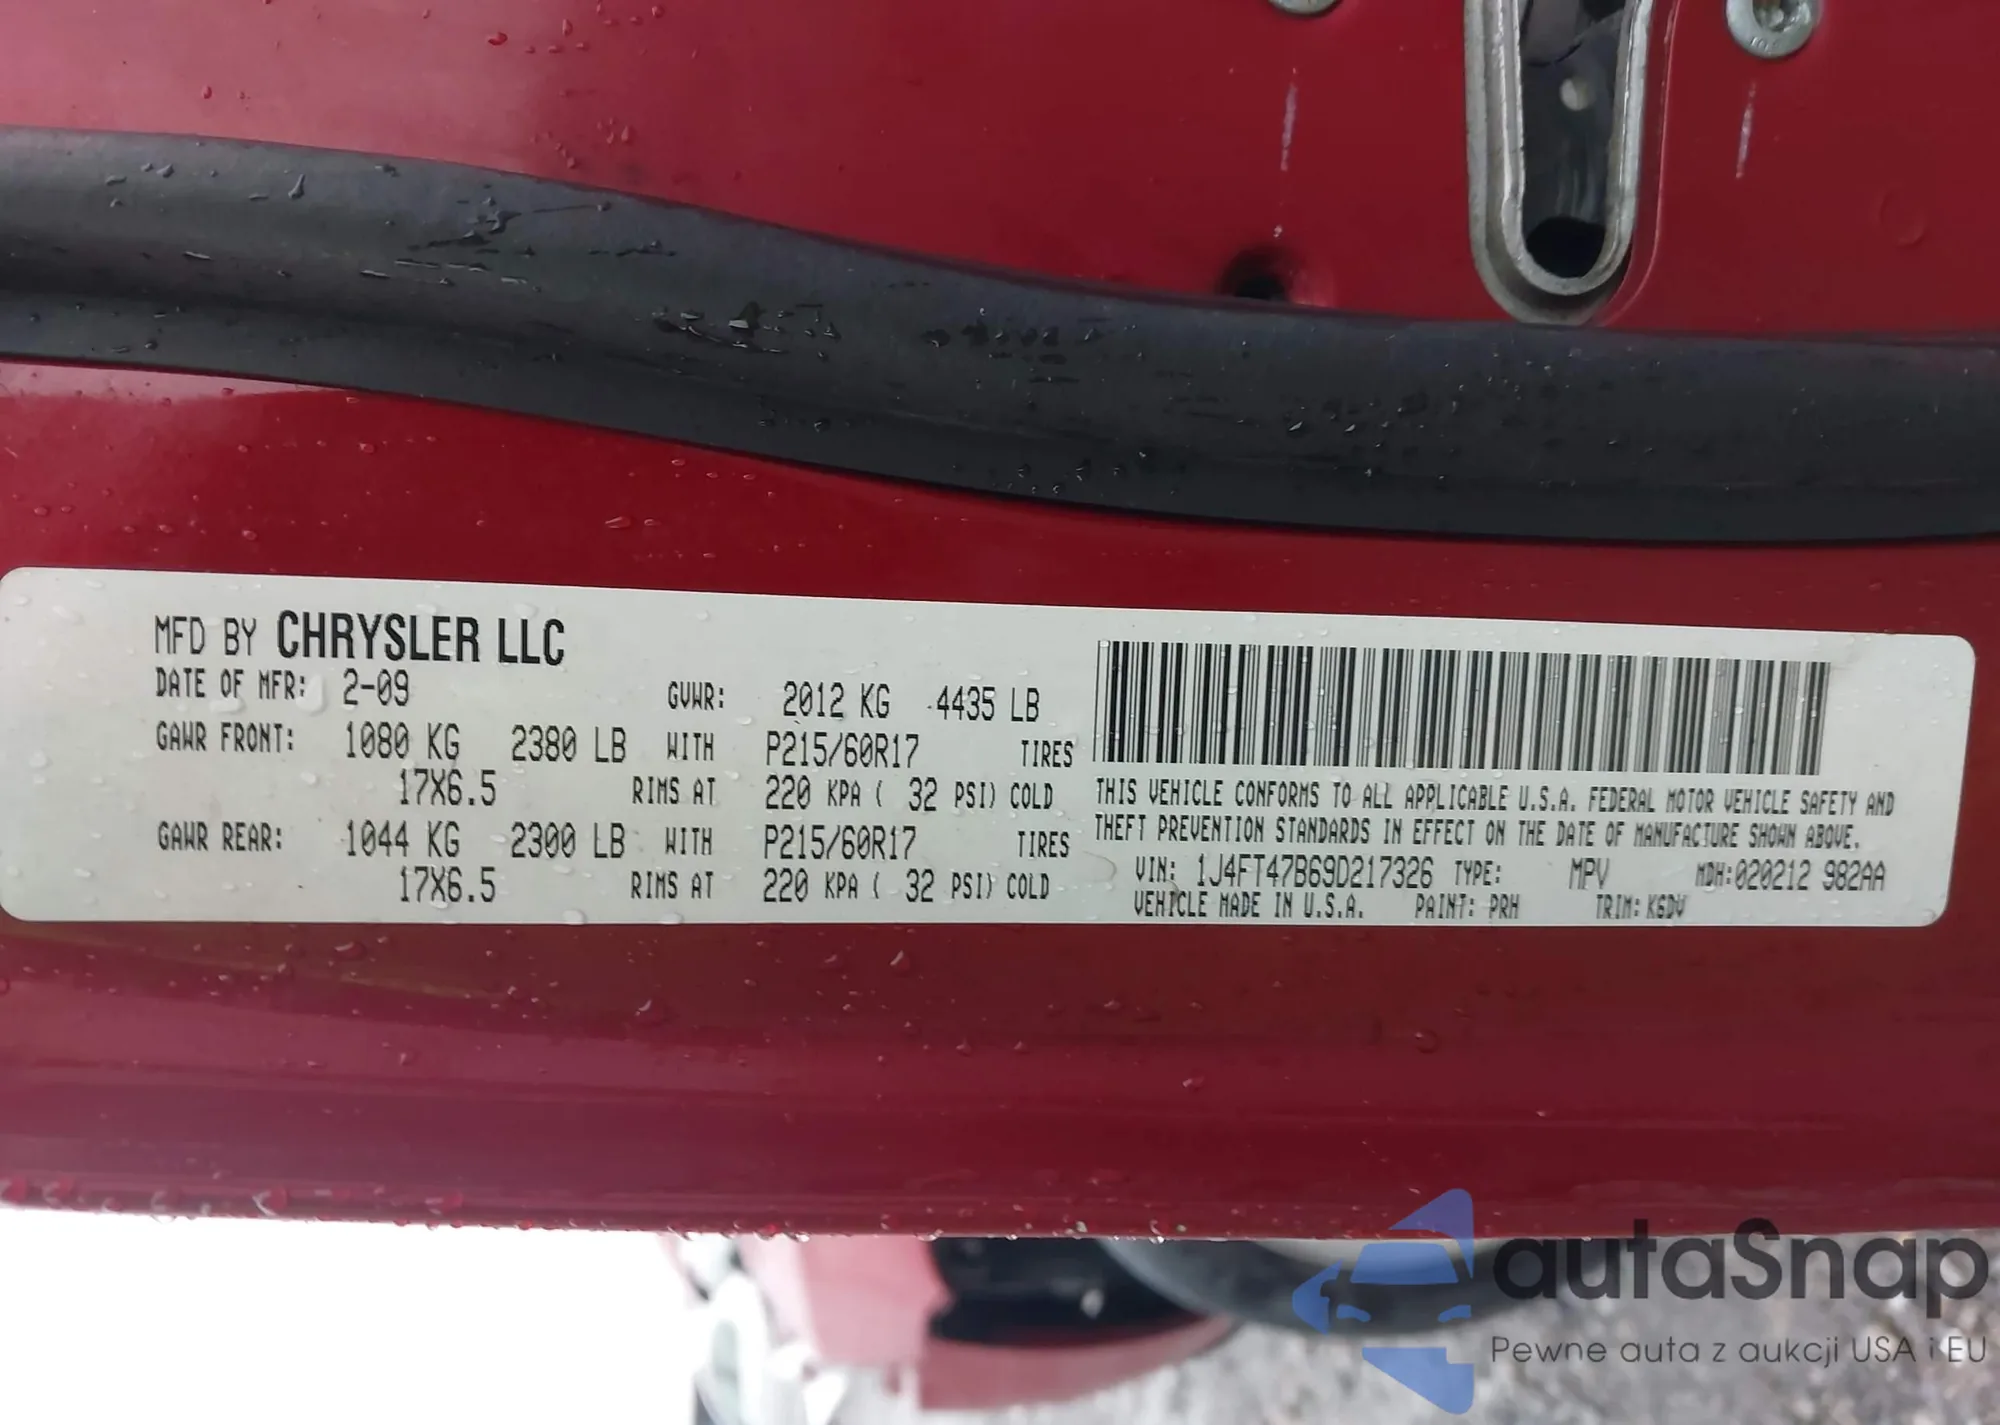 MFD BY CHRYSLER LLC
DATE OF MFR: 2-09 GVWR: 2012 KG 4435 LB
GAWR FRONT: 1080 KG 2380 LB WITH P215/60R17 TIRES
17X6.5 RIMS AT 220 KPA ( 32 PSI) COLD
GAWR REAR: 1044 KG 2300 LB WITH P215/60R17 TIRES
17X6.5 RIMS AT 220 KPA ( 32 PSI) COLD
THIS VEHICLE CONFORMS TO ALL APPLICABLE U.S.A. FEDERAL MOTOR VEHICLE SAFETY AND
THEFT PREVENTION STANDARDS IN EFFECT ON THE DATE OF MANUFACTURE SHOWN ABOVE.
VIN: 1J4FT47B69D217326 TYPE: MPV MDH:020212 982AA
VEHICLE MADE IN U.S.A. PAINT: PRH TRIM: K6DV
autaSnap
Pewne auta z aukcji USA i EU